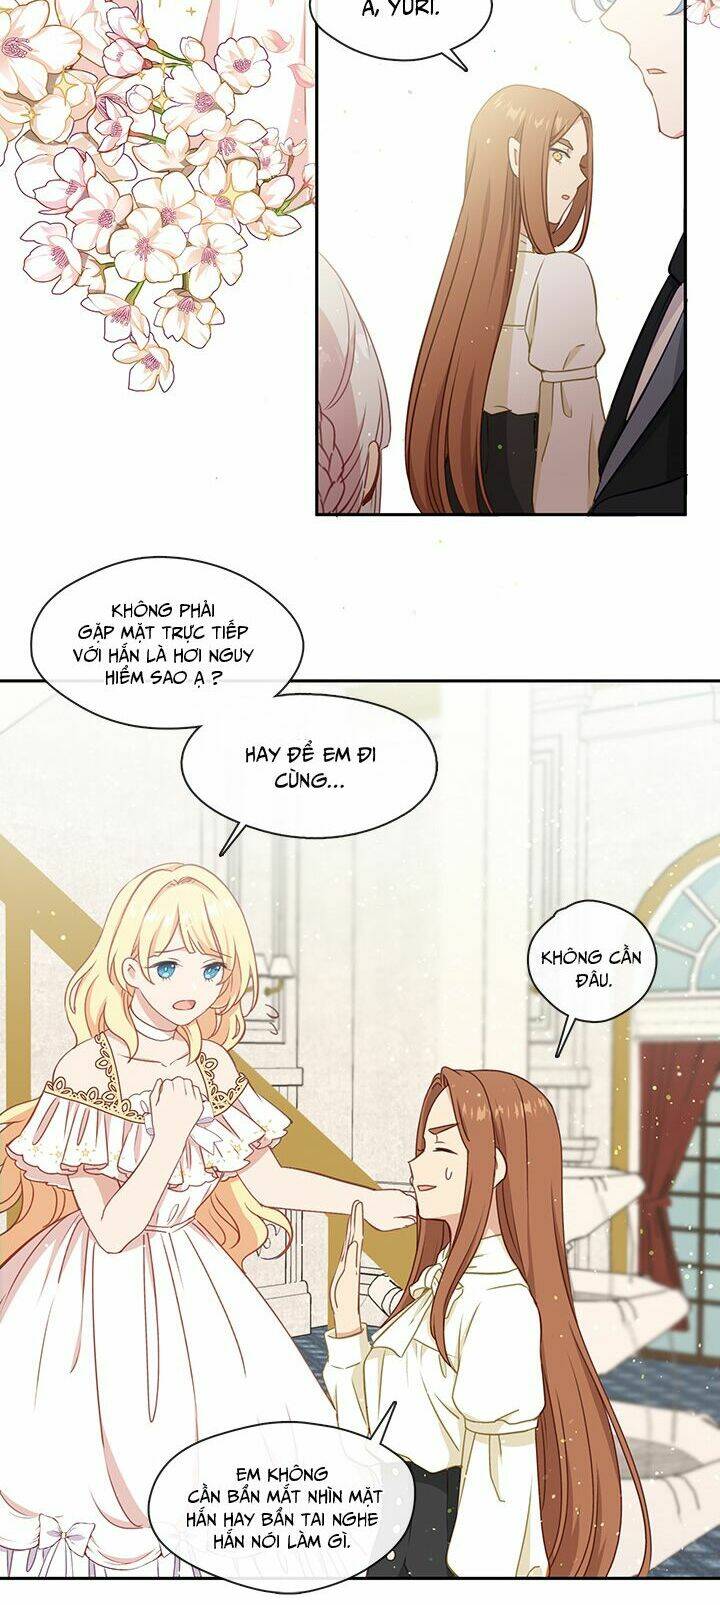 À, YURI.
KHÔNG PHẢI
GẶP MẶT TRỰC TIẾP
VỚI HẮN LÀ HƠI NGUY
HIỂM SAO Ạ ?
HAY ĐỂ EM ĐI
CÙNG...
KHÔNG CẦN
ĐÂU.
EM KHÔNG
CẦN BẨN MẮT NHÌN MẶT
HẮN HAY BẨN TAI NGHE
HẮN NÓI LÀM GÌ.